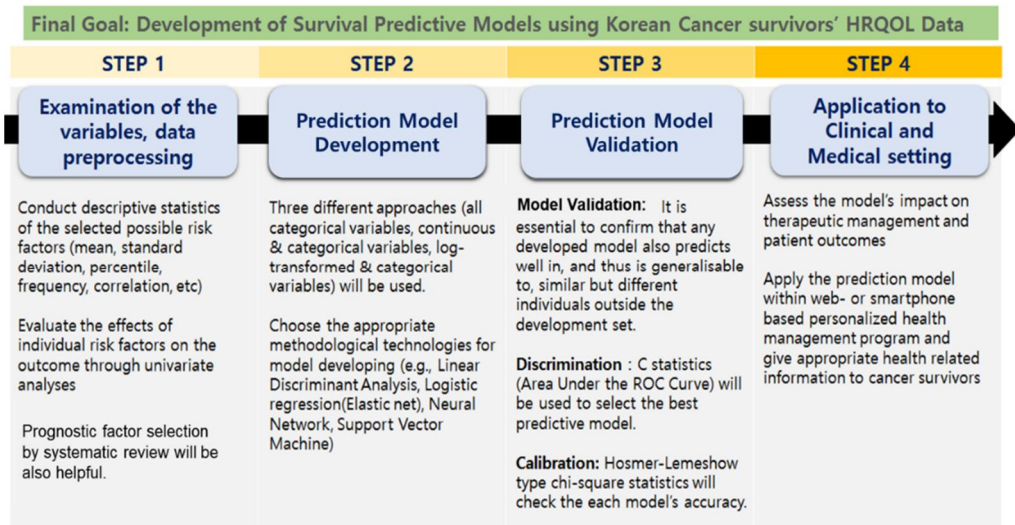 Final Goal: Development of Survival Predictive Models using Korean Cancer survivors' HRQOL Data
STEP 1
Examination of the
variables, data
preprocessing
Conduct descriptive statistics
of the selected possible risk
factors (mean, standard
deviation, percentile,
frequency, correlation, etc)
Evaluate the effects of
individual risk factors on the
outcome through univariate
analyses
Prognostic factor selection
by systematic review will be
also helpful.
STEP 2
Prediction Model
Development
Three different approaches (all
categorical variables, continuous
& categorical variables, log-
transformed & categorical
variables) will be used.
Choose the appropriate
methodological technologies for
model developing (e.g., Linear
Discriminant Analysis, Logistic
regression(Elastic net), Neural
Network, Support Vector
Machine)
STEP 3
Prediction Model
Validation
Model Validation: It is
essential to confirm that any
developed model also predicts
well in, and thus is generalisable
to, similar but different
individuals outside the
development set.
Discrimination : C statistics
(Area Under the ROC Curve) will
be used to select the best
predictive model.
Calibration: Hosmer-Lemeshow
type chi-square statistics will
check the each model's accuracy.
STEP 4
Application to
Clinical and
Medical setting
Assess the model's impact on
therapeutic management and
patient outcomes
Apply the prediction model
within web- or smartphone
based personalized health
management program and
give appropriate health related
information to cancer survivors